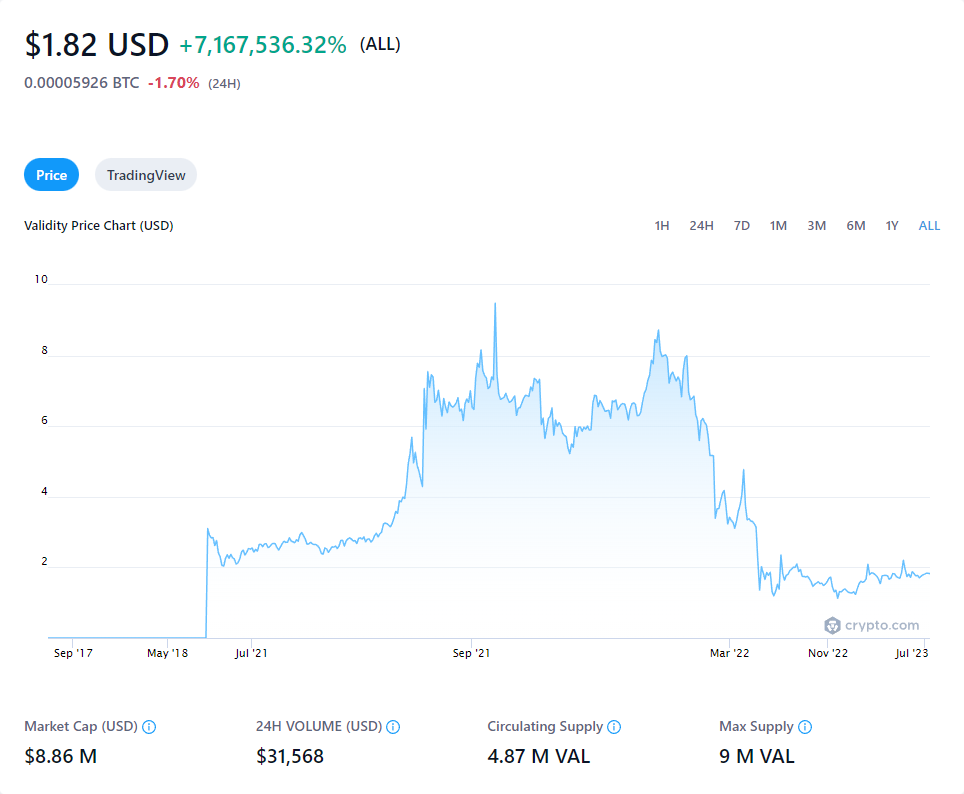 $1.82 USD +7,167,536.32% (ALL)
0.00005926 BTC -1.70% (24H)
Price TradingView
Validity Price Chart (USD) 1H 24H 7D 1M 3M 6M 1Y ALL
10
8
6
4
2
crypto.com
Sep '17 May '18 Jul '21 Sep '21 Mar '22 Nov '22 Jul '23
Market Cap (USD) 24H VOLUME (USD) Circulating Supply Max Supply
$8.86 M $31,568 4.87 M VAL 9 M VAL